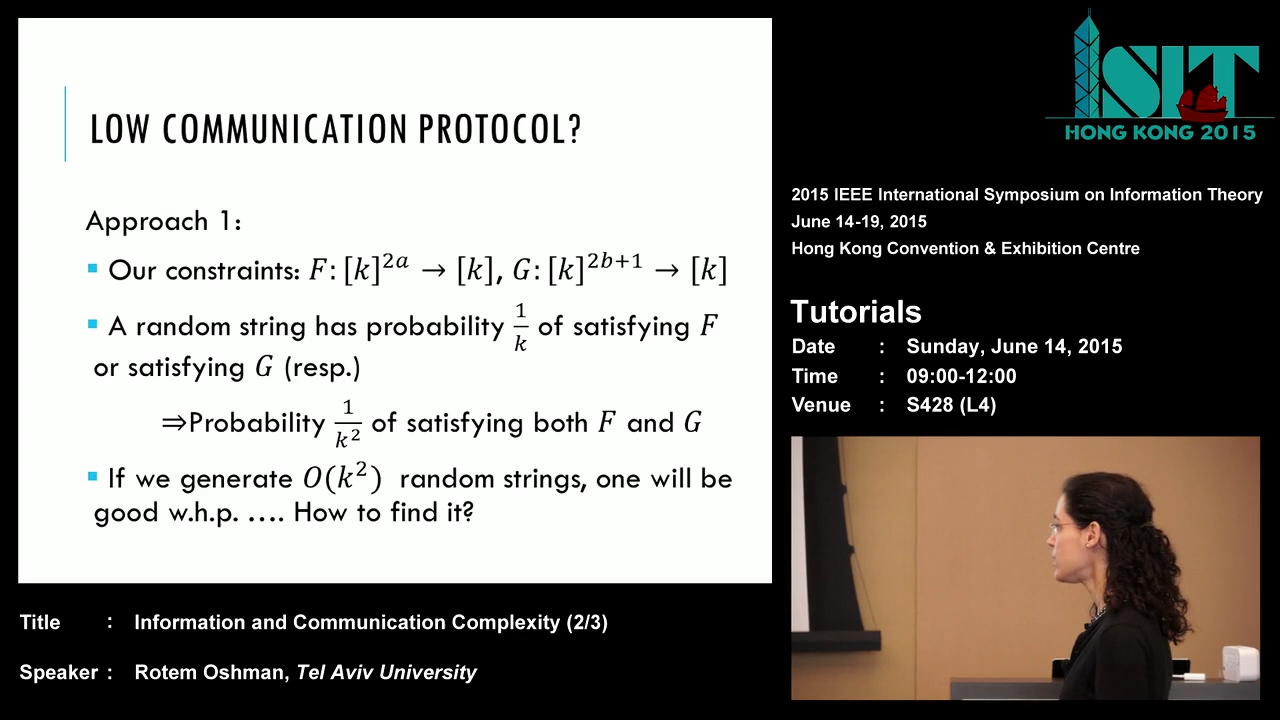 LOW COMMUNICATION PROTOCOL?
Approach 1:
▪ Our constraints: F: [k]^{2a} → [k], G: [k]^{2b+1} → [k]
▪ A random string has probability 1/k of satisfying F
or satisfying G (resp.)
⇒Probability 1/k² of satisfying both F and G
▪ If we generate O(k²) random strings, one will be
good w.h.p. .... How to find it?
ISIT
HONG KONG 2015
2015 IEEE International Symposium on Information Theory
June 14-19, 2015
Hong Kong Convention & Exhibition Centre
Tutorials
Date : Sunday, June 14, 2015
Time : 09:00-12:00
Venue : S428 (L4)
Title : Information and Communication Complexity (2/3)
Speaker : Rotem Oshman, Tel Aviv University